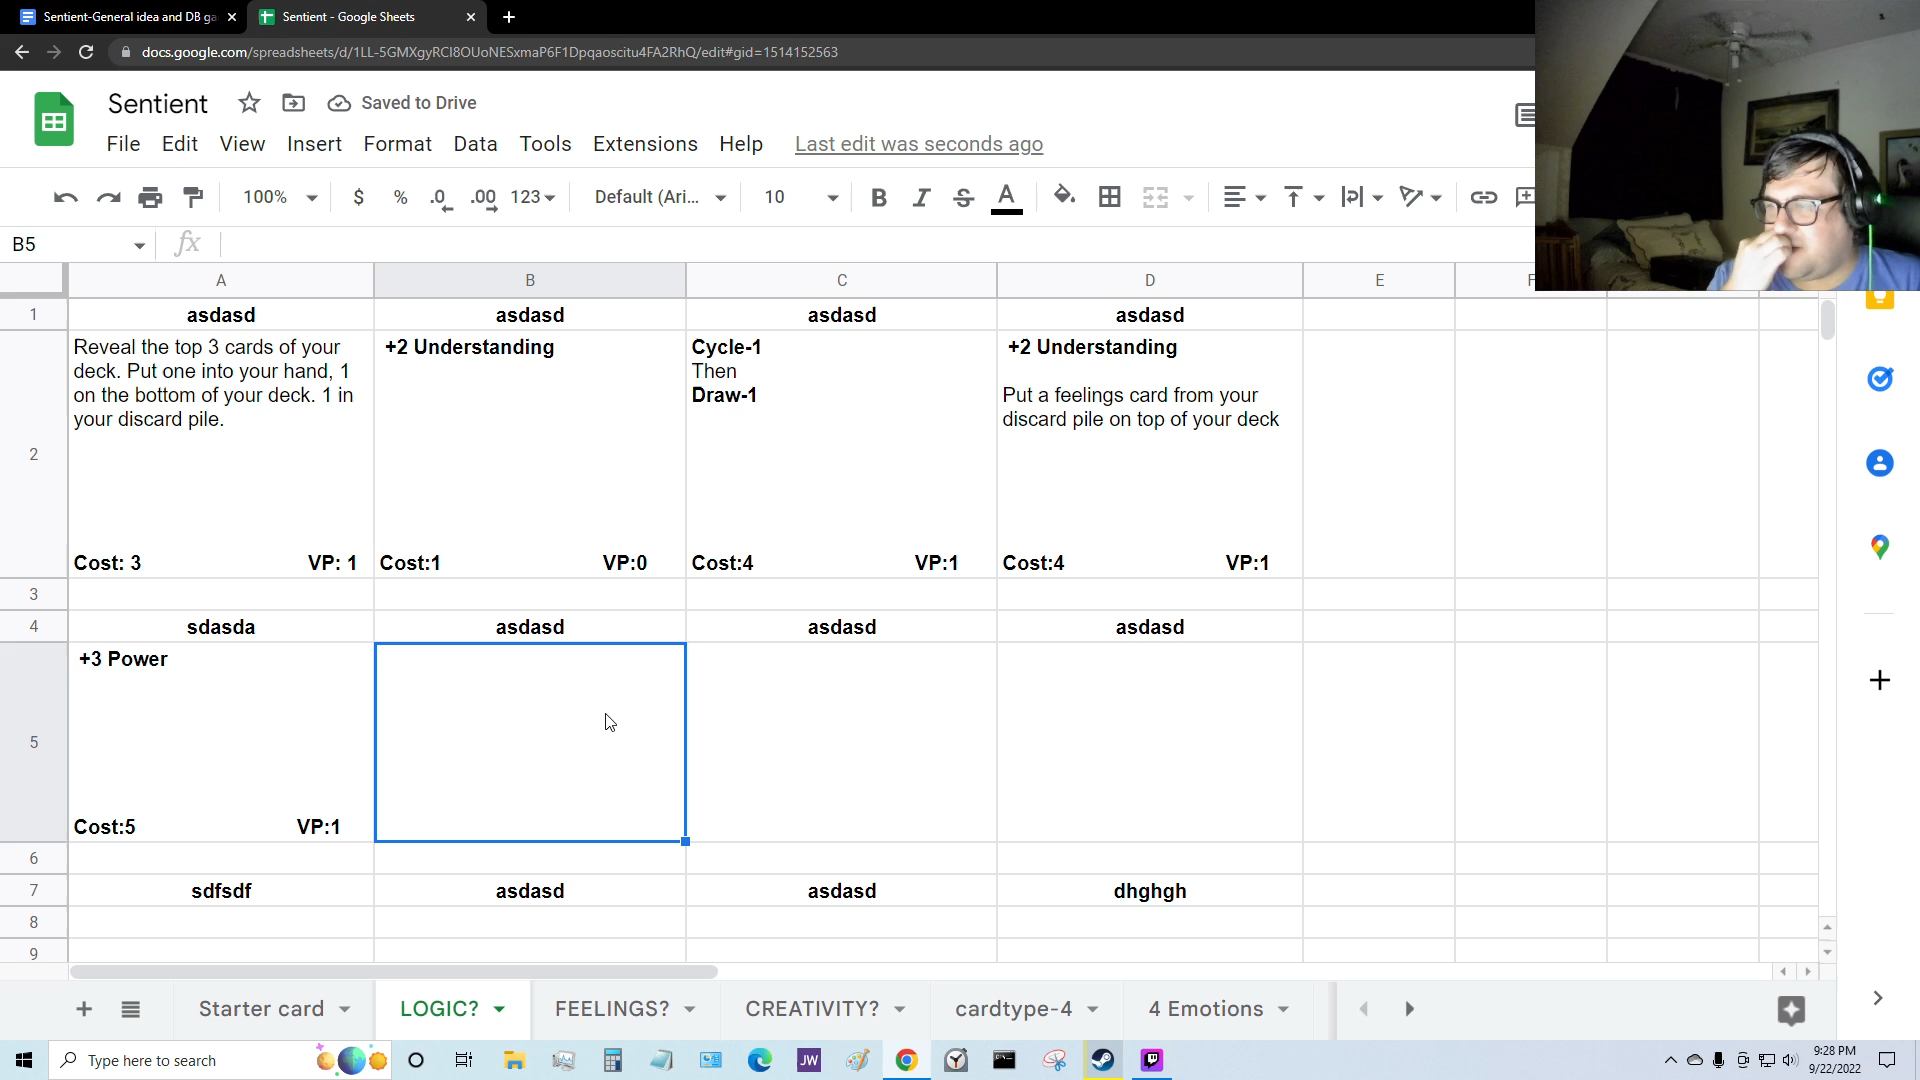 Sentient-General idea and DB ga
Sentient - Google Sheets
docs.google.com/spreadsheets/d/1LL-5GMXgyRCI8OUoNESxmaP6F1Dpqaoscitu4FA2RhQ/edit#gid=1514152563
Sentient
Saved to Drive
File Edit View Insert Format Data Tools Extensions Help Last edit was seconds ago
100% $ % .0 .00 123 Default (Ari... 10 B I S A
B5 fx
A B C D E F
1 asdasd asdasd asdasd asdasd
Reveal the top 3 cards of your
deck. Put one into your hand, 1
on the bottom of your deck. 1 in
your discard pile.
Cost: 3 VP: 1
+2 Understanding
Cost:1 VP:0
Cycle-1
Then
Draw-1
Cost:4 VP:1
+2 Understanding
Put a feelings card from your
discard pile on top of your deck
Cost:4 VP:1
2
3
4 sdasda asdasd asdasd asdasd
+3 Power
5
Cost:5 VP:1
6
7 sdfsdf asdasd asdasd dhghgh
8
9
Starter card LOGIC? FEELINGS? CREATIVITY? cardtype-4 4 Emotions
Type here to search
JW
9:28 PM
9/22/2022